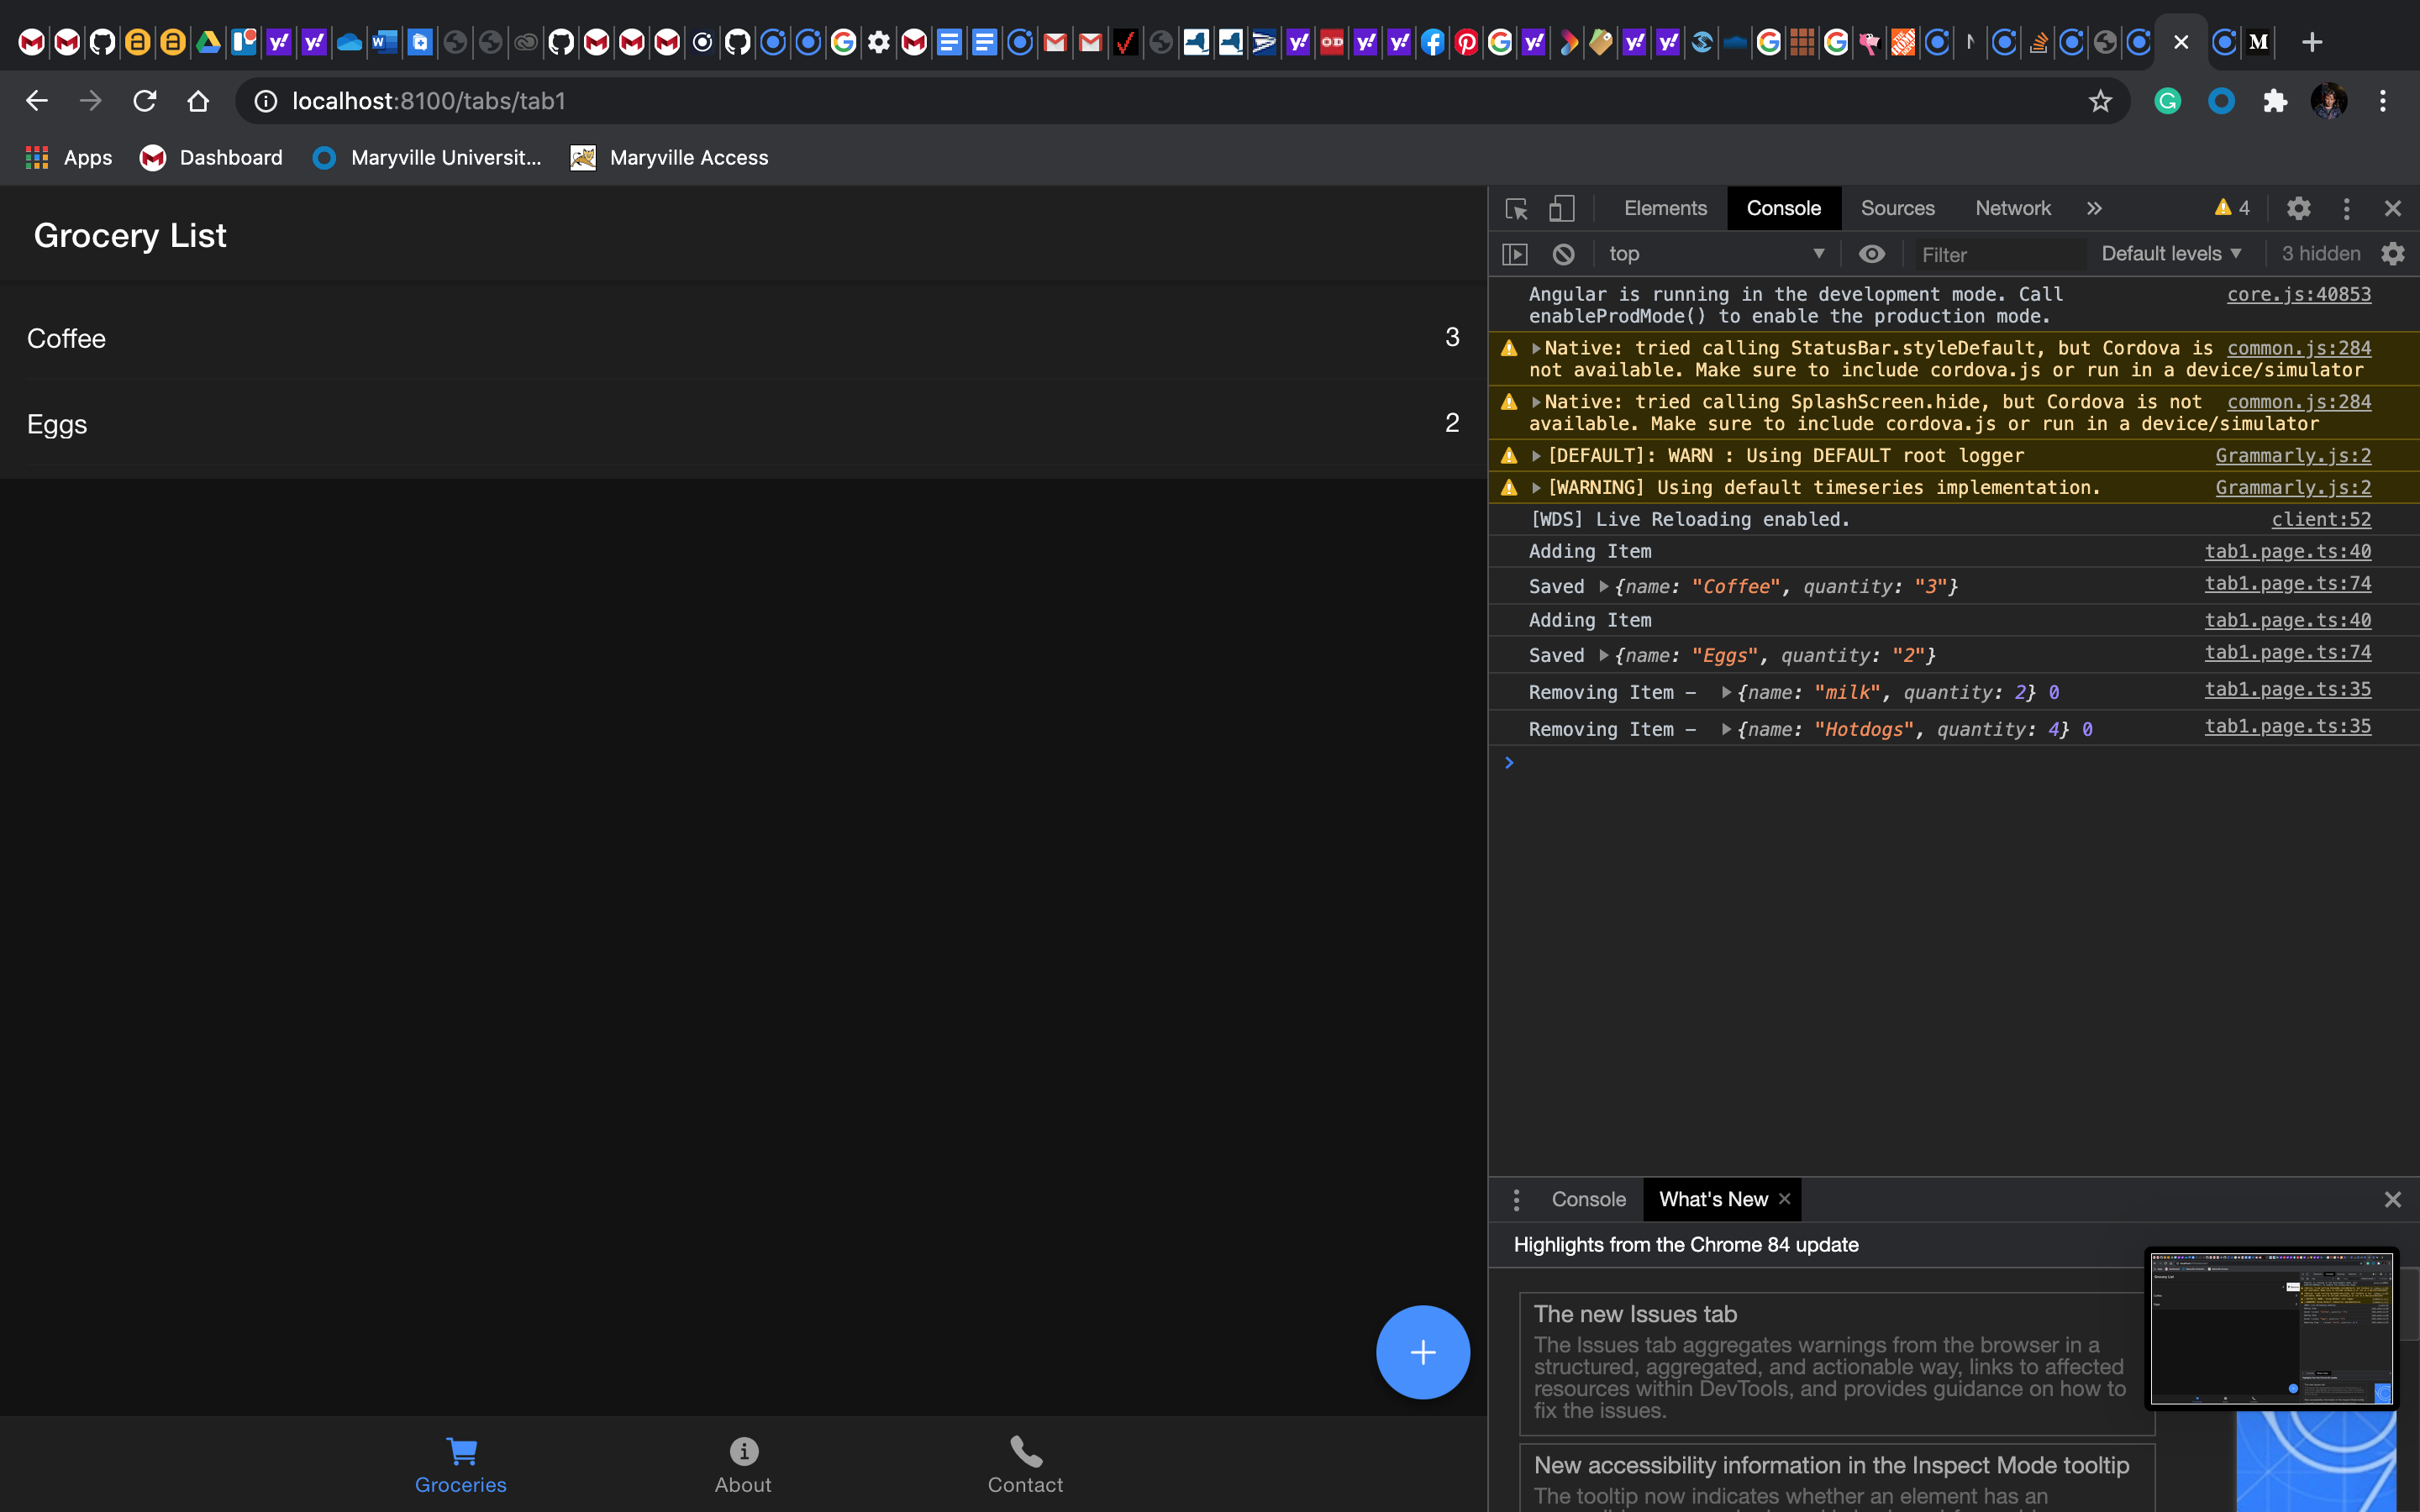 localhost:8100/tabs/tab1
Apps
Dashboard
Maryville Universit...
Maryville Access
Grocery List
Coffee
3
Eggs
2
Groceries
About
Contact
Elements
Console
Sources
Network
4
top
Filter
Default levels
3 hidden
Angular is running in the development mode. Call core.js:40853
enableProdMode() to enable the production mode.
Native: tried calling StatusBar.styleDefault, but Cordova is common.js:284
not available. Make sure to include cordova.js or run in a device/simulator
Native: tried calling SplashScreen.hide, but Cordova is not common.js:284
available. Make sure to include cordova.js or run in a device/simulator
[DEFAULT]: WARN : Using DEFAULT root logger Grammarly.js:2
[WARNING] Using default timeseries implementation. Grammarly.js:2
[WDS] Live Reloading enabled. client:52
Adding Item tab1.page.ts:40
Saved {name: "Coffee", quantity: "3"} tab1.page.ts:74
Adding Item tab1.page.ts:40
Saved {name: "Eggs", quantity: "2"} tab1.page.ts:74
Removing Item – {name: "milk", quantity: 2} 0 tab1.page.ts:35
Removing Item – {name: "Hotdogs", quantity: 4} 0 tab1.page.ts:35
Console
What's New
Highlights from the Chrome 84 update
The new Issues tab
The Issues tab aggregates warnings from the browser in a
structured, aggregated, and actionable way, links to affected
resources within DevTools, and provides guidance on how to
fix the issues.
New accessibility information in the Inspect Mode tooltip
The tooltip now indicates whether an element has an